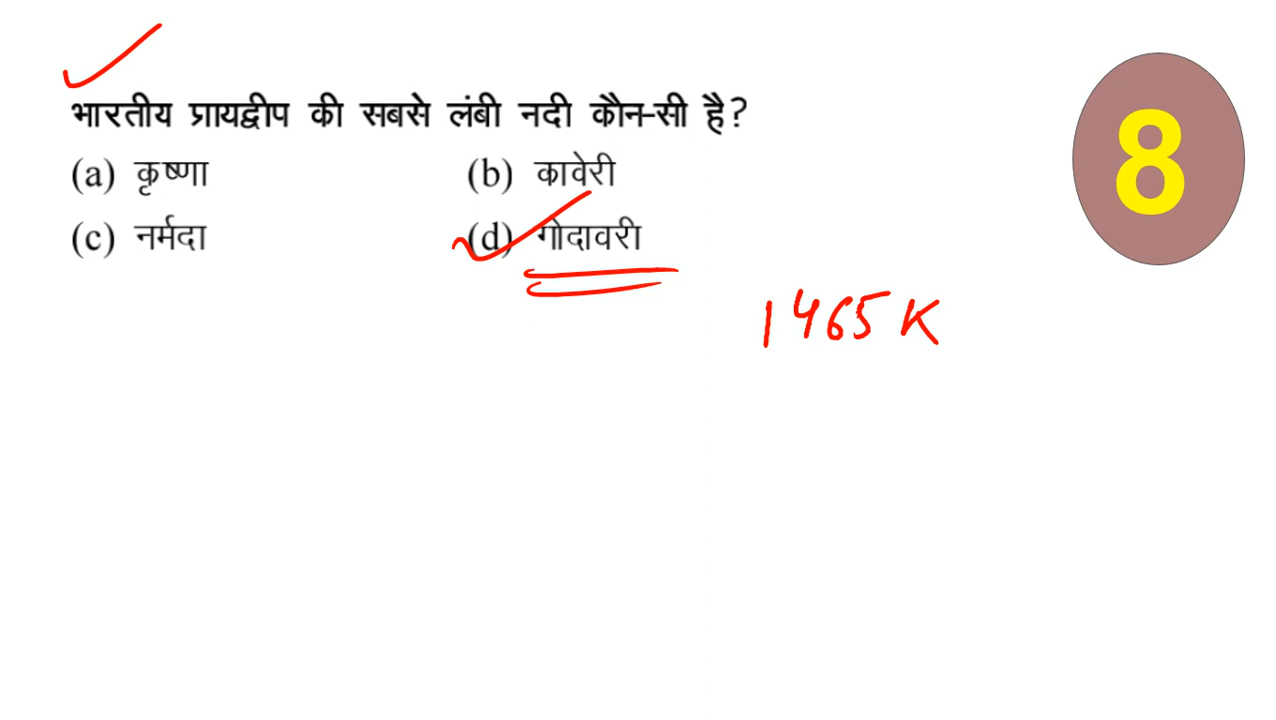 भारतीय प्रायद्वीप की सबसे लंबी नदी कौन-सी है?
(a) कृष्णा (b) कावेरी
(c) नर्मदा (d) गोदावरी
8
1465 K